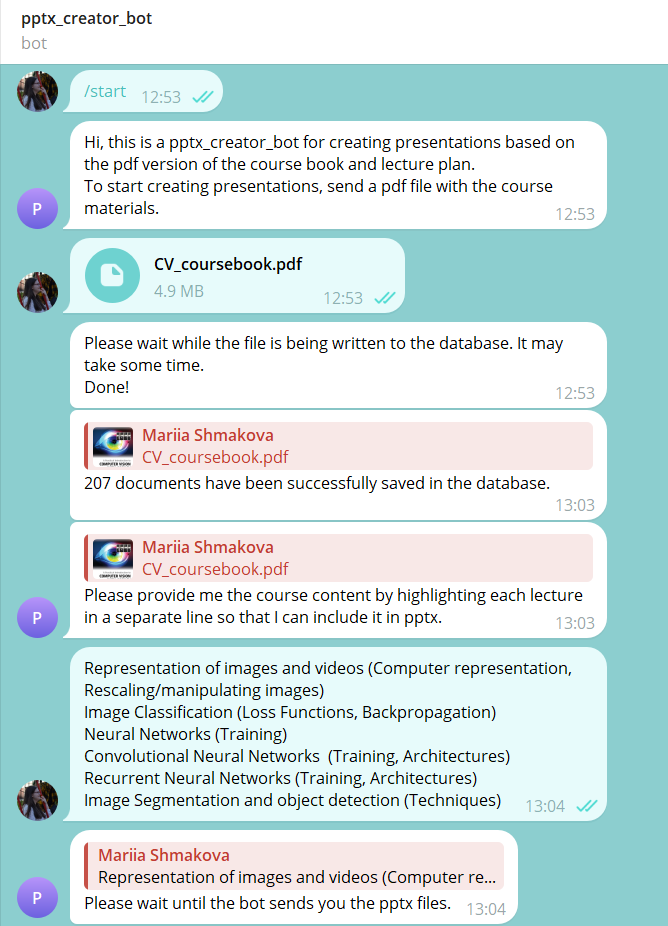 pptx_creator_bot
bot
/start 12:53
Hi, this is a pptx_creator_bot for creating presentations based on
the pdf version of the course book and lecture plan.
To start creating presentations, send a pdf file with the course
materials.
12:53
P
CV_coursebook.pdf
4.9 MB
12:53
Please wait while the file is being written to the database. It may
take some time.
Done!
12:53
Mariia Shmakova
CV_coursebook.pdf
COMPUTER VISION
207 documents have been successfully saved in the database.
13:03
Mariia Shmakova
CV_coursebook.pdf
COMPUTER VISION
Please provide me the course content by highlighting each lecture
in a separate line so that I can include it in pptx.
13:03
P
Representation of images and videos (Computer representation,
Rescaling/manipulating images)
Image Classification (Loss Functions, Backpropagation)
Neural Networks (Training)
Convolutional Neural Networks  (Training, Architectures)
Recurrent Neural Networks (Training, Architectures)
Image Segmentation and object detection (Techniques)
13:04
Mariia Shmakova
Representation of images and videos (Computer re...
Please wait until the bot sends you the pptx files.
13:04
P